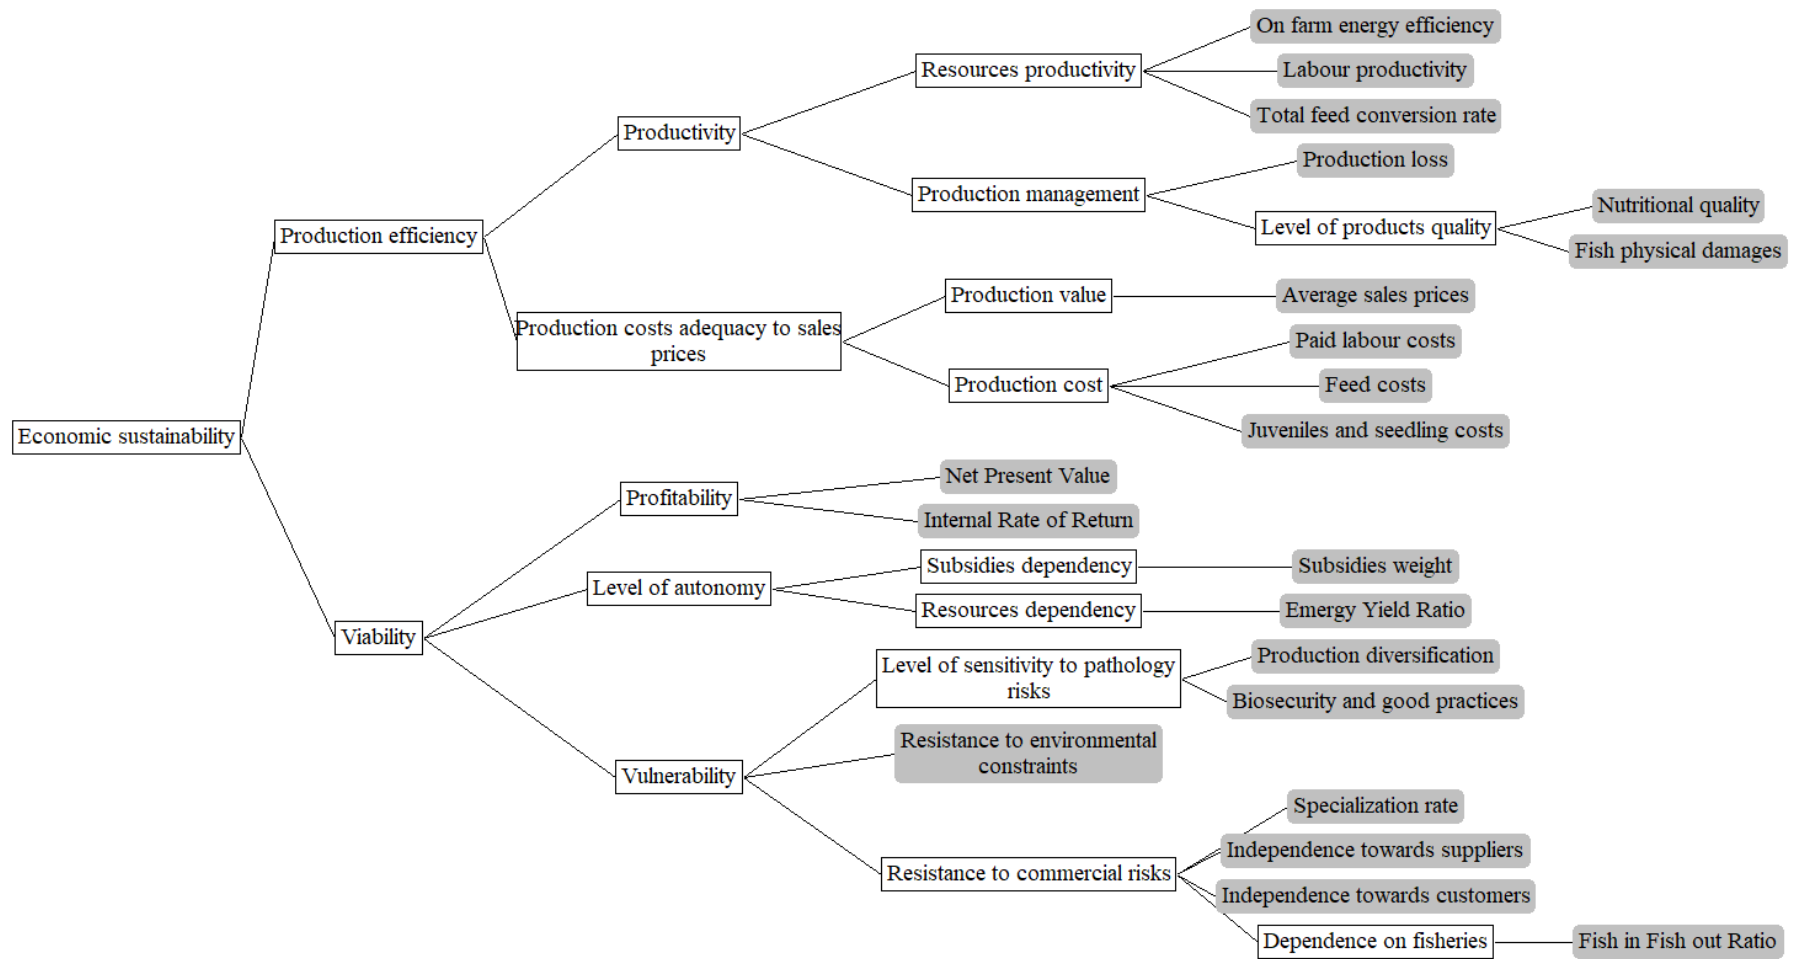 On farm energy efficiency
Resources productivity
Labour productivity
Total feed conversion rate
Productivity
Production loss
Production management
Nutritional quality
Level of products quality
Production efficiency
Fish physical damages
Production value
Average sales prices
Production costs adequacy to sales
prices
Paid labour costs
Production cost
Feed costs
Juveniles and seedling costs
Economic sustainability
Net Present Value
Profitability
Internal Rate of Return
Subsidies dependency
Subsidies weight
Level of autonomy
Resources dependency
Emergy Yield Ratio
Viability
Production diversification
Level of sensitivity to pathology
risks
Biosecurity and good practices
Resistance to environmental
constraints
Vulnerability
Specialization rate
Independence towards suppliers
Resistance to commercial risks
Independence towards customers
Dependence on fisheries
Fish in Fish out Ratio